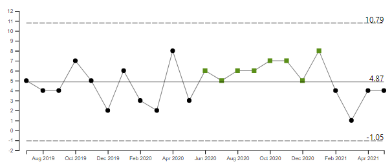 12
11
10
9
8
7
6
5
4
3
2
1
0
-1
-2
10.79
4.87
-1.05
Aug 2019
Oct 2019
Dec 2019
Feb 2020
Apr 2020
Jun 2020
Aug 2020
Oct 2020
Dec 2020
Feb 2021
Apr 2021